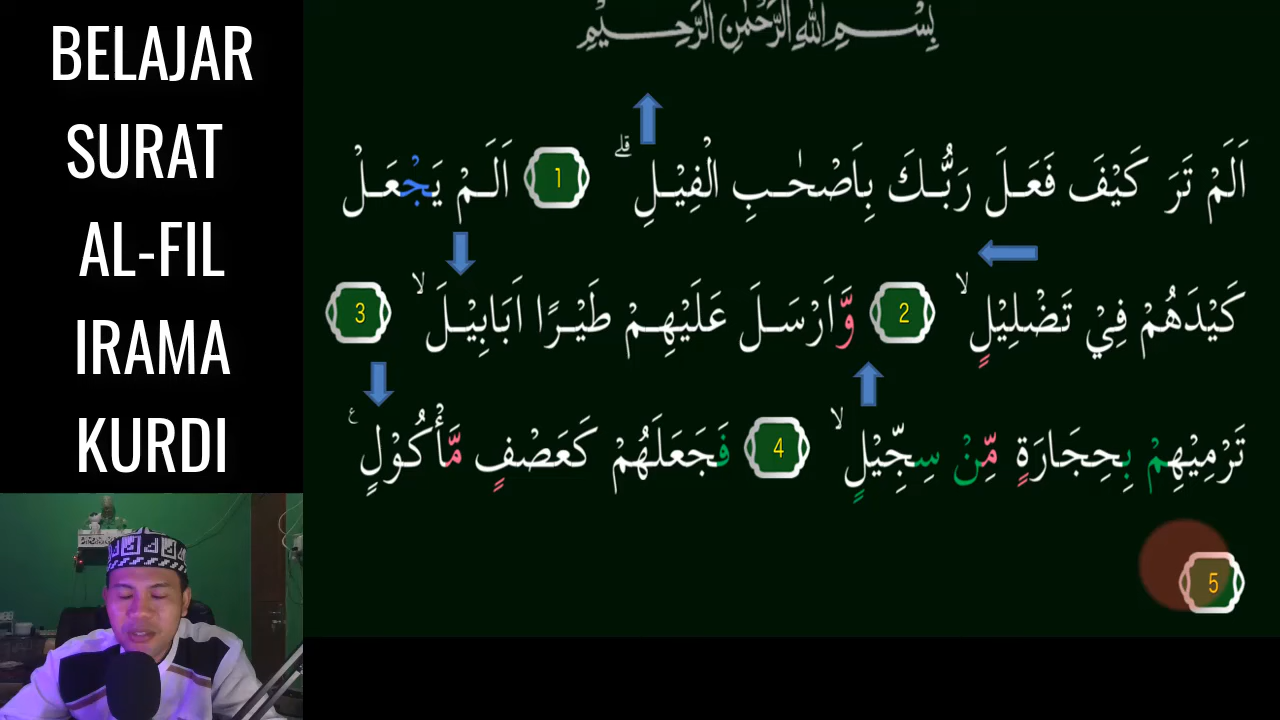 BELAJAR
SURAT
AL-FIL
IRAMA
KURDI
بِسْمِ اللّٰهِ الرَّحْمٰنِ الرَّحِيْمِ
اَلَمْ تَرَ كَيْفَ فَعَلَ رَبُّكَ بِاَصْحٰبِ الْفِيْلِۗ 1 اَلَمْ يَجْعَلْ
كَيْدَهُمْ فِيْ تَضْلِيْلٍۙ 2 وَّاَرْسَلَ عَلَيْهِمْ طَيْرًا اَبَابِيْلَۙ 3
تَرْمِيْهِمْ بِحِجَارَةٍ مِّنْ سِجِّيْلٍۙ 4 فَجَعَلَهُمْ كَعَصْفٍ مَّأْكُوْلٍ ع
5